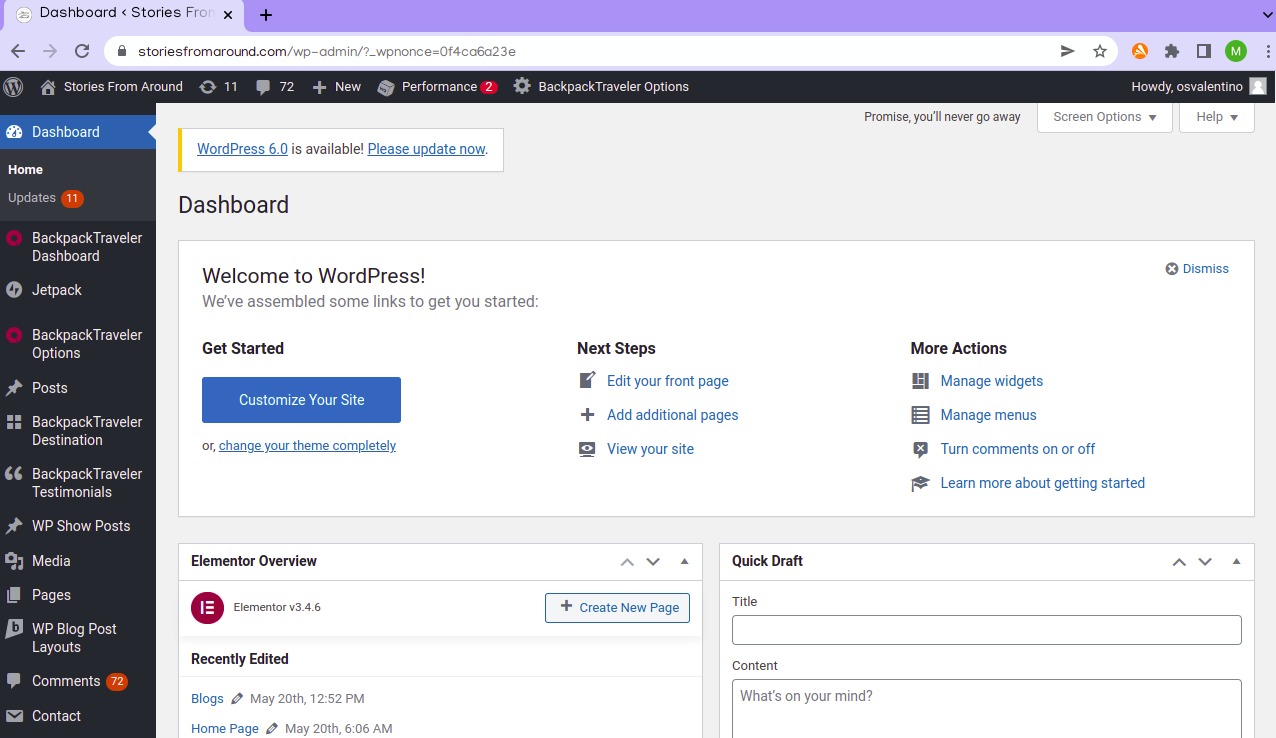 Dashboard < Stories From
storiesfromaround.com/wp-admin/?_wpnonce=0f4ca6a23e
M
Stories From Around
11
72
New
Performance 2
BackpackTraveler Options
Howdy, osvalentino
Dashboard
Home
Updates 11
BackpackTraveler
Dashboard
Jetpack
BackpackTraveler
Options
Posts
BackpackTraveler
Destination
BackpackTraveler
Testimonials
WP Show Posts
Media
Pages
WP Blog Post
Layouts
Comments 72
Contact
Promise, you'll never go away
Screen Options
Help
WordPress 6.0 is available! Please update now.
Dashboard
Welcome to WordPress!
We've assembled some links to get you started:
Dismiss
Get Started
Customize Your Site
or, change your theme completely
Next Steps
Edit your front page
Add additional pages
View your site
More Actions
Manage widgets
Manage menus
Turn comments on or off
Learn more about getting started
Elementor Overview
Elementor v3.4.6
Create New Page
Recently Edited
Blogs May 20th, 12:52 PM
Home Page May 20th, 6:06 AM
Quick Draft
Title
Content
What's on your mind?